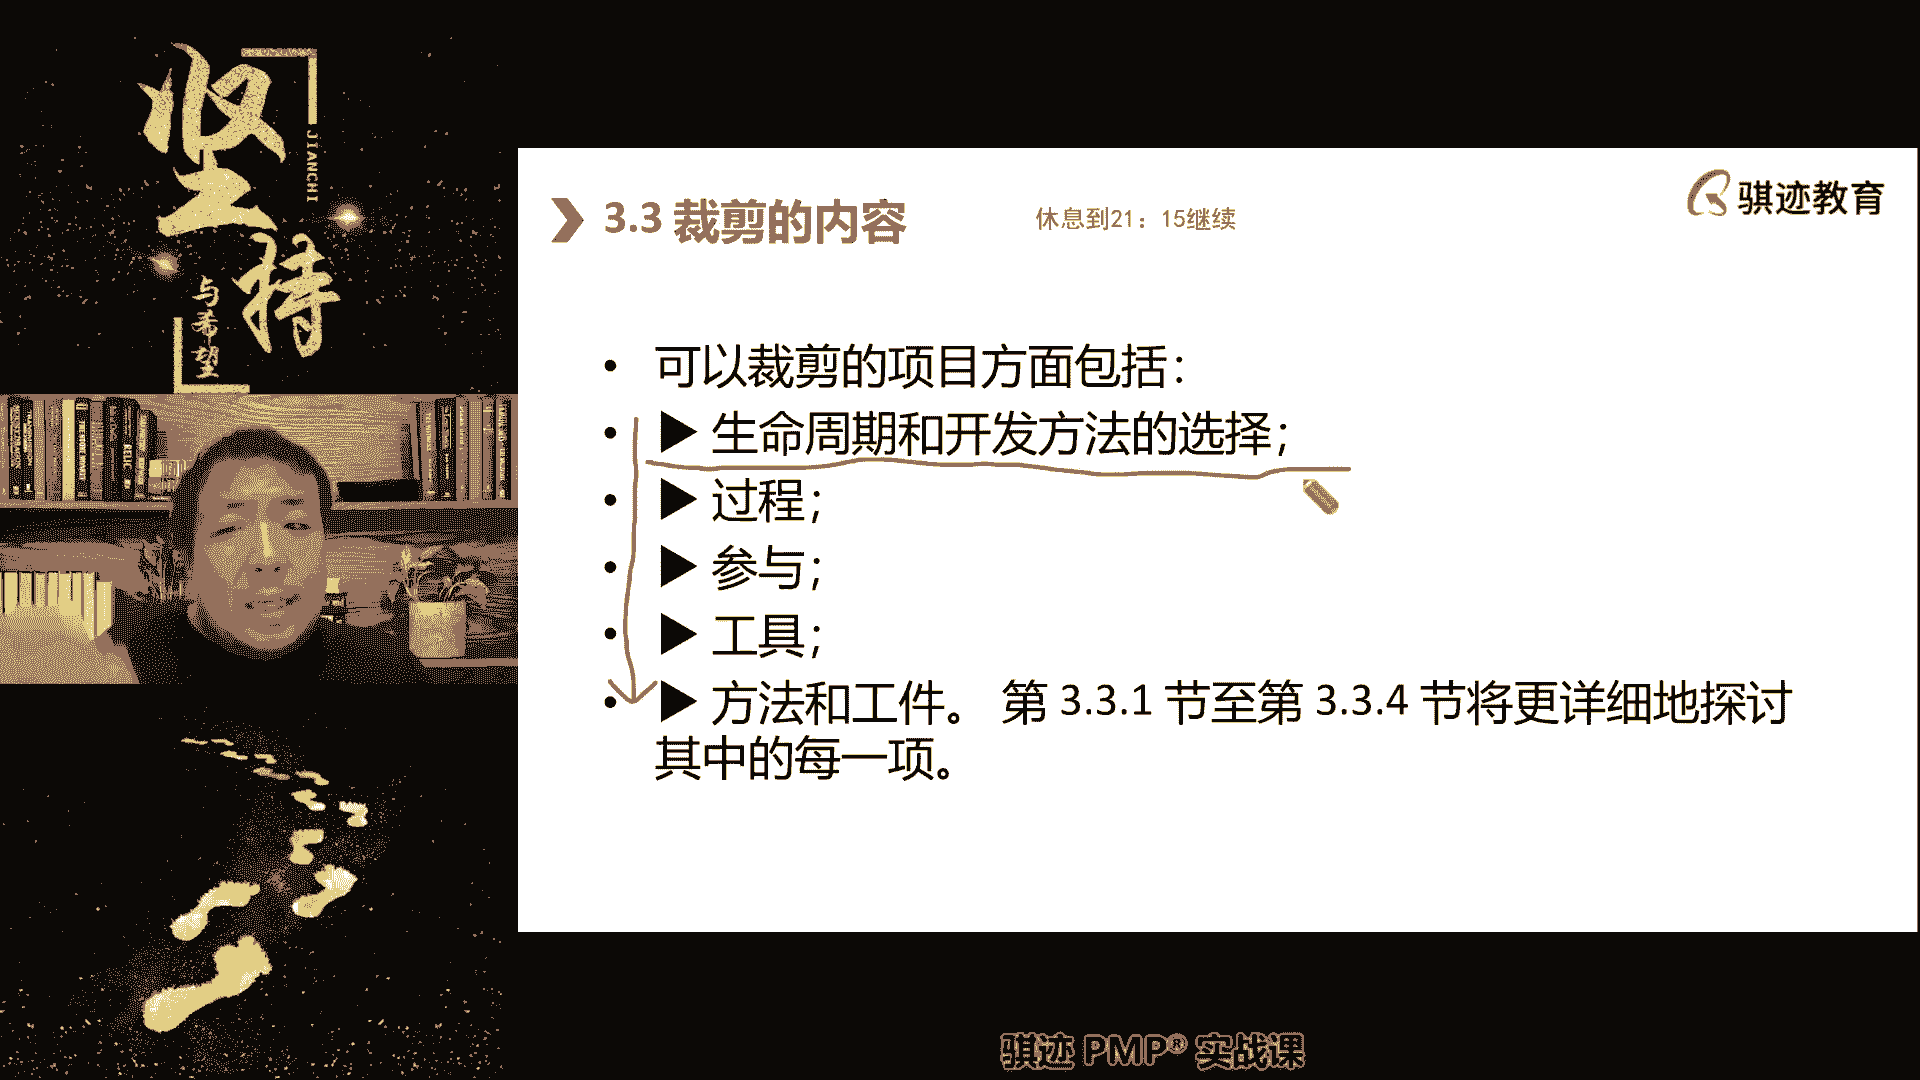 坚持
JIANCHI
与希望
3.3 裁剪的内容
休息到21：15继续
骐迹教育
• 可以裁剪的项目方面包括：
• ▶ 生命周期和开发方法的选择；
• ▶ 过程；
• ▶ 参与；
• ▶ 工具；
• ▶ 方法和工件。 第 3.3.1 节至第 3.3.4 节将更详细地探讨
其中的每一项。
骐迹 PMP® 实战课